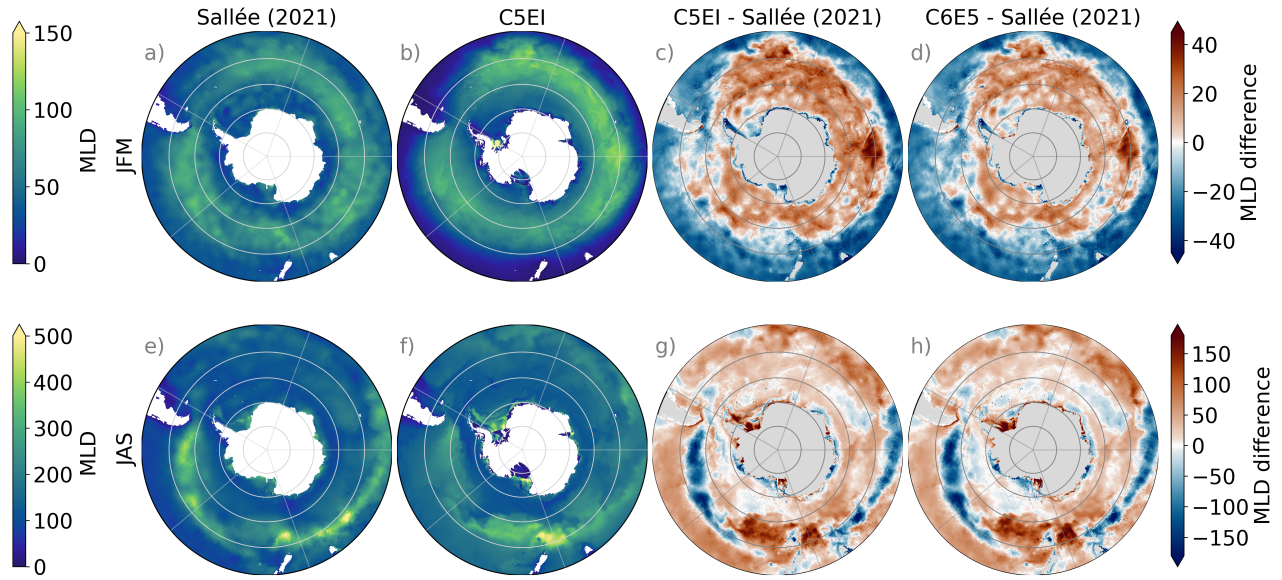 Sallée (2021) C5EI C5EI - Sallée (2021) C6E5 - Sallée (2021)
150
100
50
0
MLD
JFM
a) b) c) d)
40
20
0
−20
−40
MLD difference
500
400
300
200
100
0
MLD
JAS
e) f) g) h)
150
100
50
0
−50
−100
−150
MLD difference